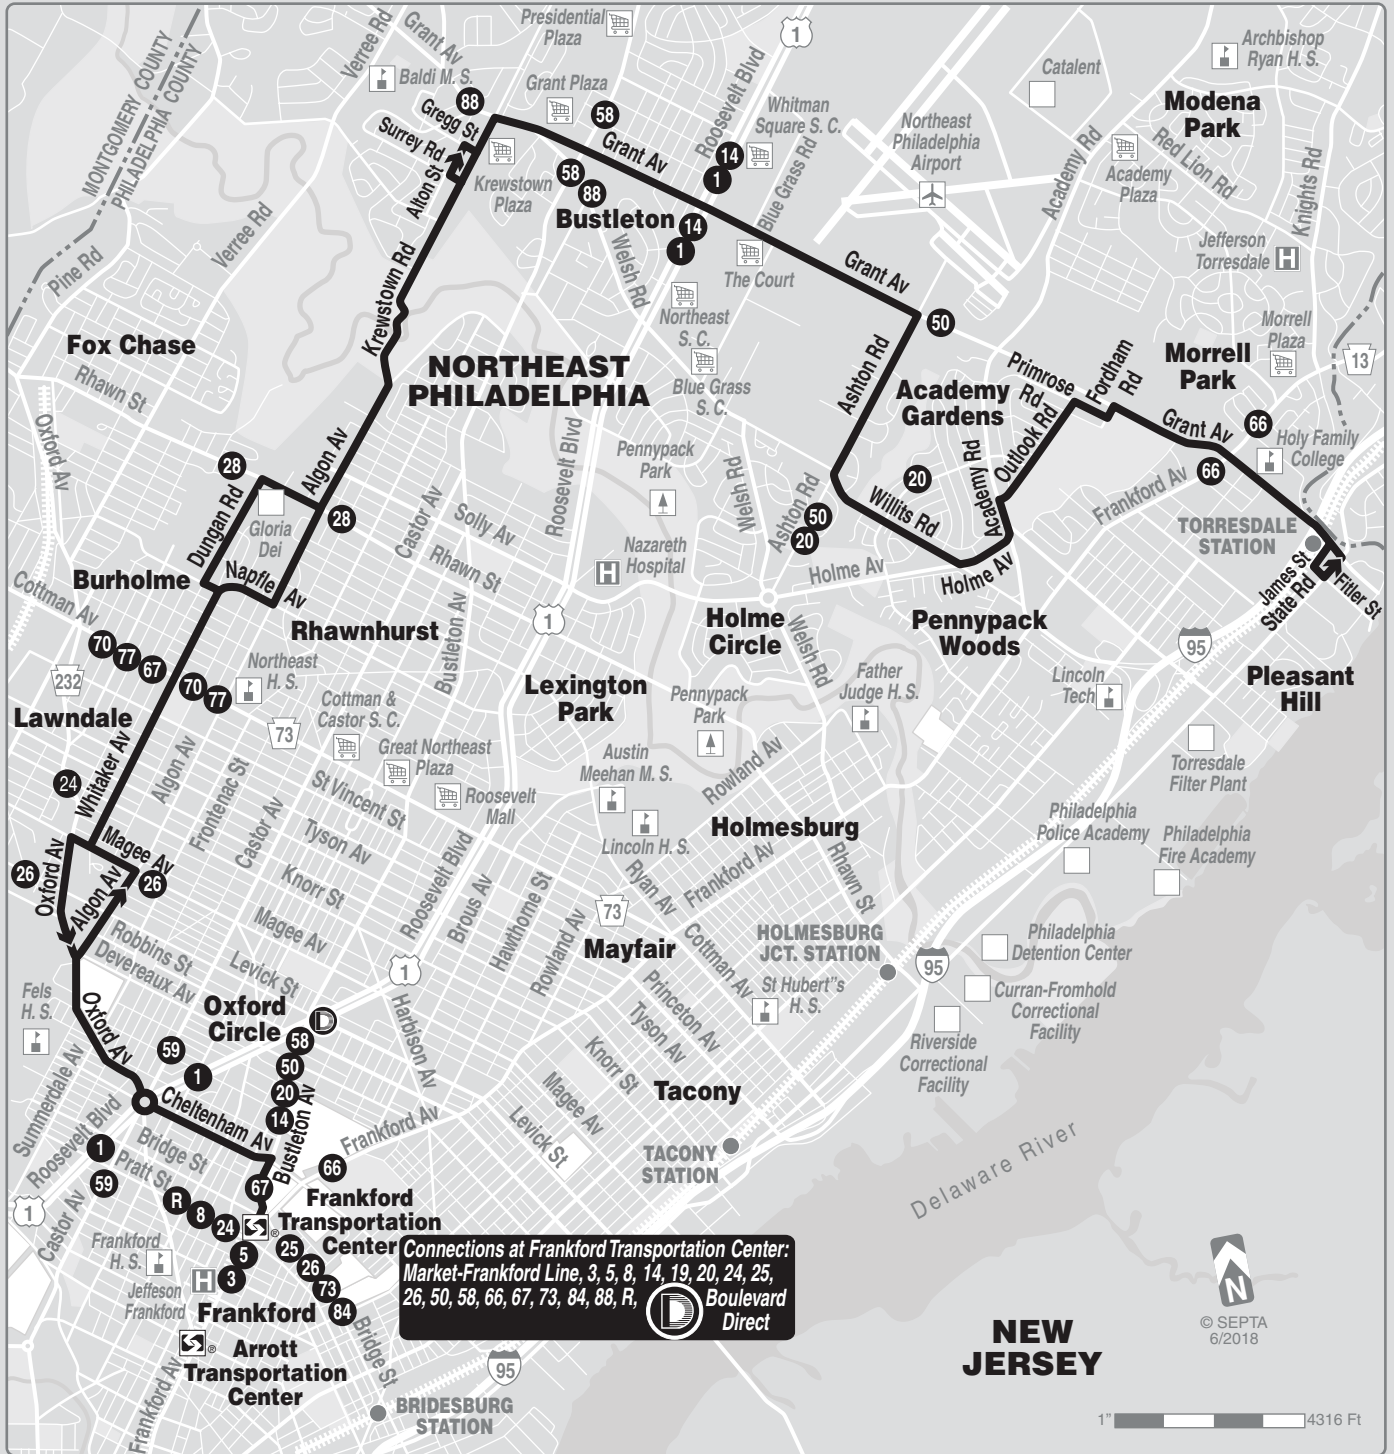 MONTGOMERY COUNTY
PHILADELPHIA COUNTY
Verree Rd
Grant Av
Presidential
Plaza
1
Roosevelt Blvd
Archbishop
Ryan H. S.
Baldi M. S.
88
Grant Plaza
58
Grant Av
Whitman
Square S. C.
Catalent
Modena
Park
Gregg St
Surrey Rd
Alton St
Krewstown
Plaza
58
88
14
1
Blue Grass Rd
Northeast
Philadelphia
Airport
Academy Rd
Academy
Plaza
Red Lion Rd
Knights Rd
Pine Rd
Verree Rd
Krewstown Rd
Bustleton
14
1
Welsh Rd
The Court
Grant Av
Jefferson
Torresdale
H
Northeast
S. C.
50
Morrell
Plaza
13
Fox Chase
Rhawn St
NORTHEAST
PHILADELPHIA
Blue Grass
S. C.
Ashton Rd
Academy
Gardens
Primrose
Rd
Fordham
Rd
Morrell
Park
Outlook Rd
Grant Av
66
Holy Family
College
66
Oxford Av
Algon Av
28
28
Dungan Rd
Gloria
Dei
Napfle Av
Castor Av
Solly Av
Rhawn St
Roosevelt Blvd
Pennypack
Park
Welsh Rd
Ashton Rd
50
20
20
Willits Rd
Academy Rd
Frankford Av
TORRESDALE
STATION
Nazareth
Hospital
H
Holme Av
Holme Av
James St
State Rd
Fitler St
Burholme
Cottman Av
Rhawnhurst
Bustleton Av
1
Holme
Circle
Welsh Rd
Pennypack
Woods
95
70
77
67
70
77
232
Northeast
H. S.
Lexington
Park
Pennypack
Park
Father
Judge H. S.
Lincoln
Tech
Pleasant
Hill
Lawndale
73
Cottman &
Castor S. C.
Great Northeast
Plaza
Roosevelt
Mall
Austin
Meehan M. S.
Rowland Av
Torresdale
Filter Plant
24
Whitaker Av
Algon Av
Frontenac St
Castor Av
St Vincent St
Tyson Av
Knorr St
Magee Av
Lincoln H. S.
Holmesburg
Philadelphia
Police Academy
Philadelphia
Fire Academy
26
Oxford Av
Magee Av
Algon Av
26
Robbins St
Devereaux Av
Levick St
Roosevelt Blvd
Brous Av
Hawthorne St
Rowland Av
Ryan Av
Frankford Av
Rhawn St
73
Mayfair
Cottman Av
HOLMESBURG
JCT. STATION
95
Philadelphia
Detention Center
Curran-Fromhold
Correctional
Facility
Riverside
Correctional
Facility
1
Princeton Av
Tyson Av
St Hubert"s
H. S.
Fels
H. S.
Oxford Av
Oxford
Circle
D
58
50
20
14
Bustleton Av
Harbison Av
Knorr St
Magee Av
Levick St
Tacony
59
1
Cheltenham Av
Summerdale Av
Roosevelt Blvd
Frankford Av
TACONY
STATION
Delaware River
1
59
Bridge St
Pratt St
66
67
R
8
24
5
3
25
26
73
84
Frankford
Transportation
Center
1
Castor Av
Frankford
H. S.
H
Jeffeson
Frankford
Frankford
®
Connections at Frankford Transportation Center:
Market-Frankford Line, 3, 5, 8, 14, 19, 20, 24, 25,
26, 50, 58, 66, 67, 73, 84, 88, R, D Boulevard
Direct
®
Arrott
Transportation
Center
Frankford Av
Bridge St
95
BRIDESBURG
STATION
NEW
JERSEY
N
© SEPTA
6/2018
1"
4316 Ft